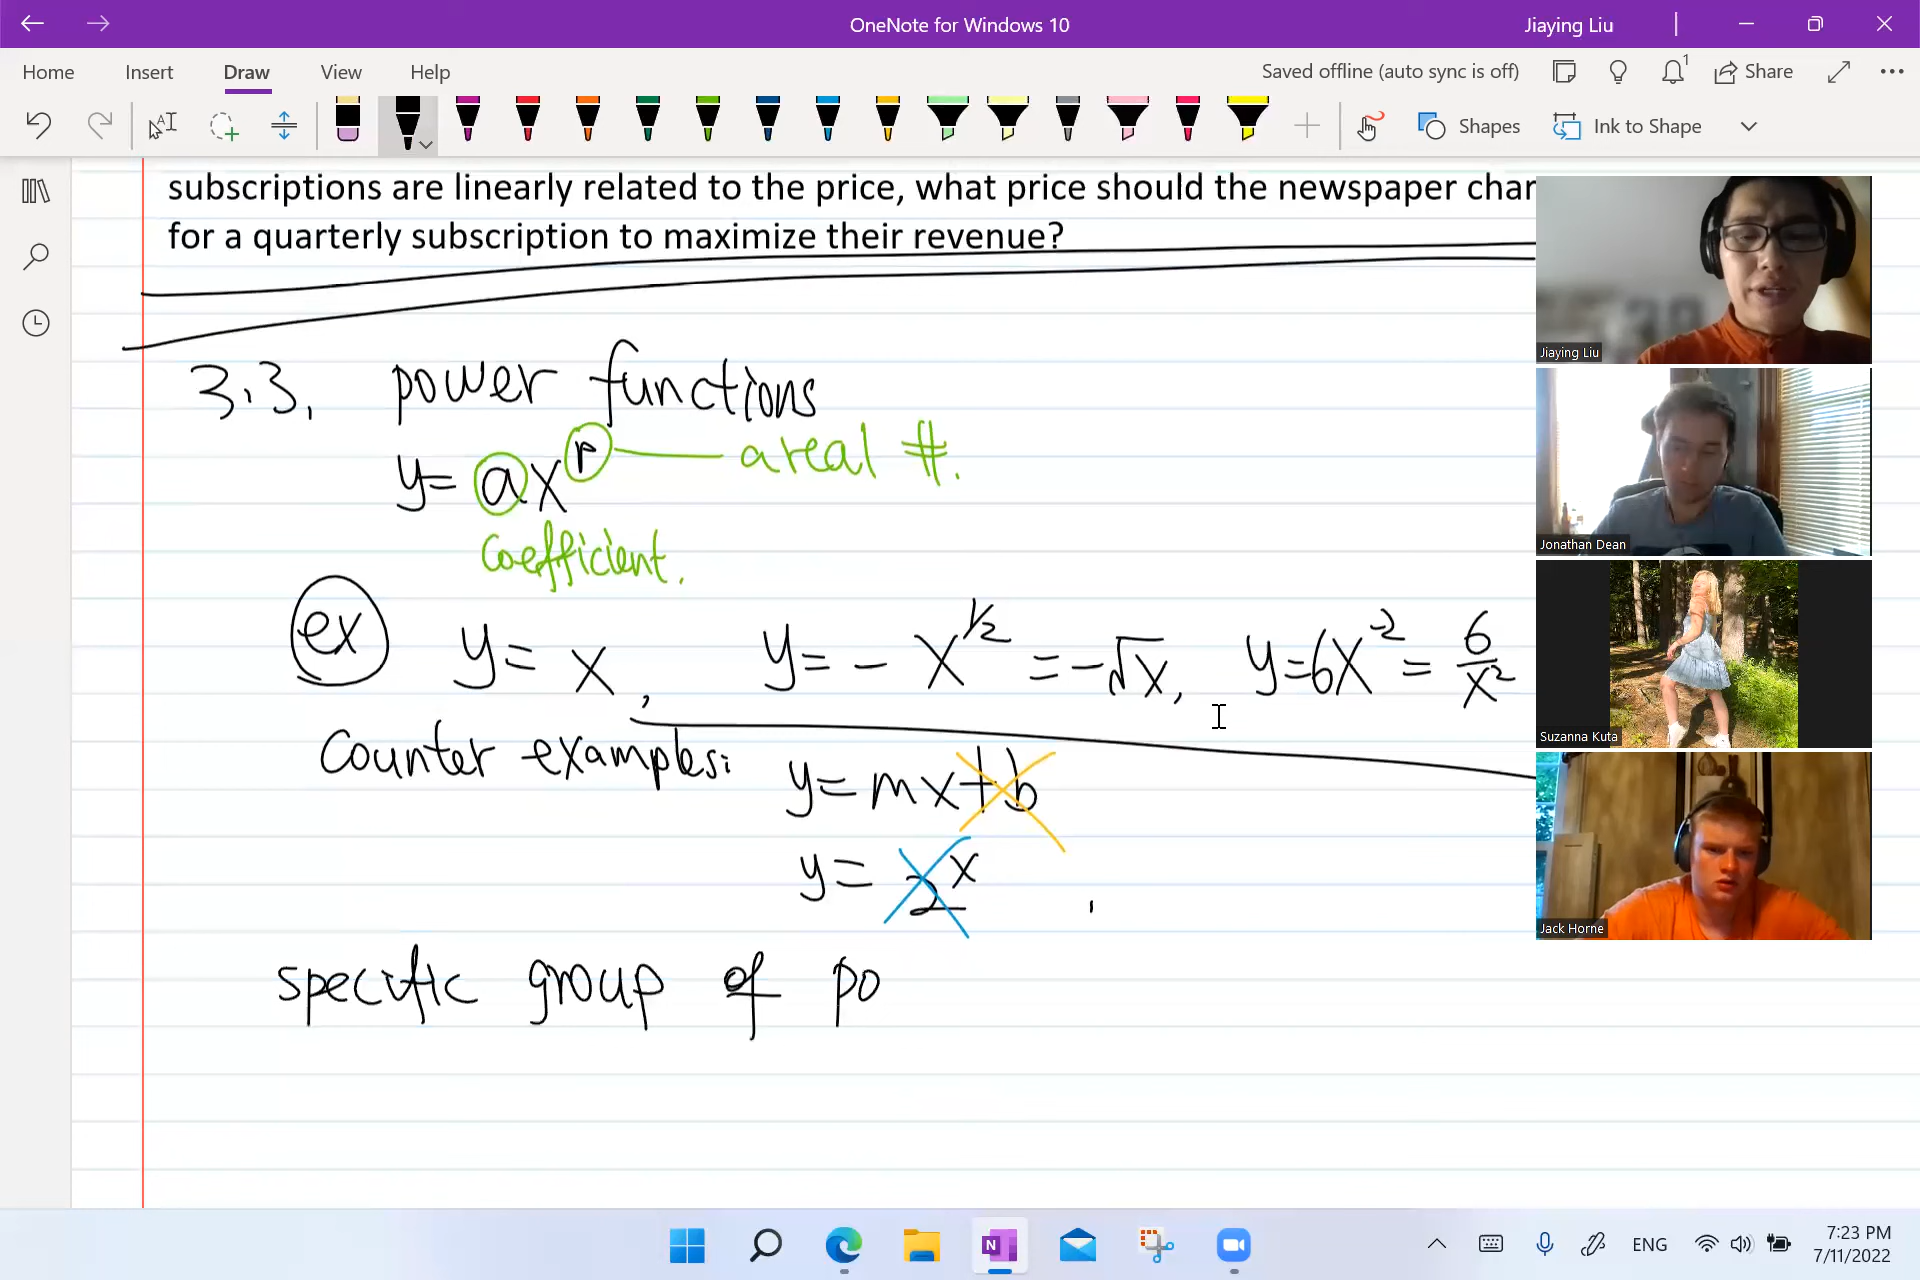 OneNote for Windows 10
Jiaying Liu
Home Insert Draw View Help
Saved offline (auto sync is off)
1
Share
Shapes
Ink to Shape
subscriptions are linearly related to the price, what price should the newspaper char
for a quarterly subscription to maximize their revenue?
3.3. power functions
y = ax^r — a real #.
coefficient.
ex y = x, y = - x^1/2 = -√x, y = 6x^-2 = 6/x^2
Counter examples: y = mx+b
y = 2^x
specific group of po
Jiaying Liu
Jonathan Dean
Suzanna Kuta
Jack Horne
ENG
7:23 PM
7/11/2022